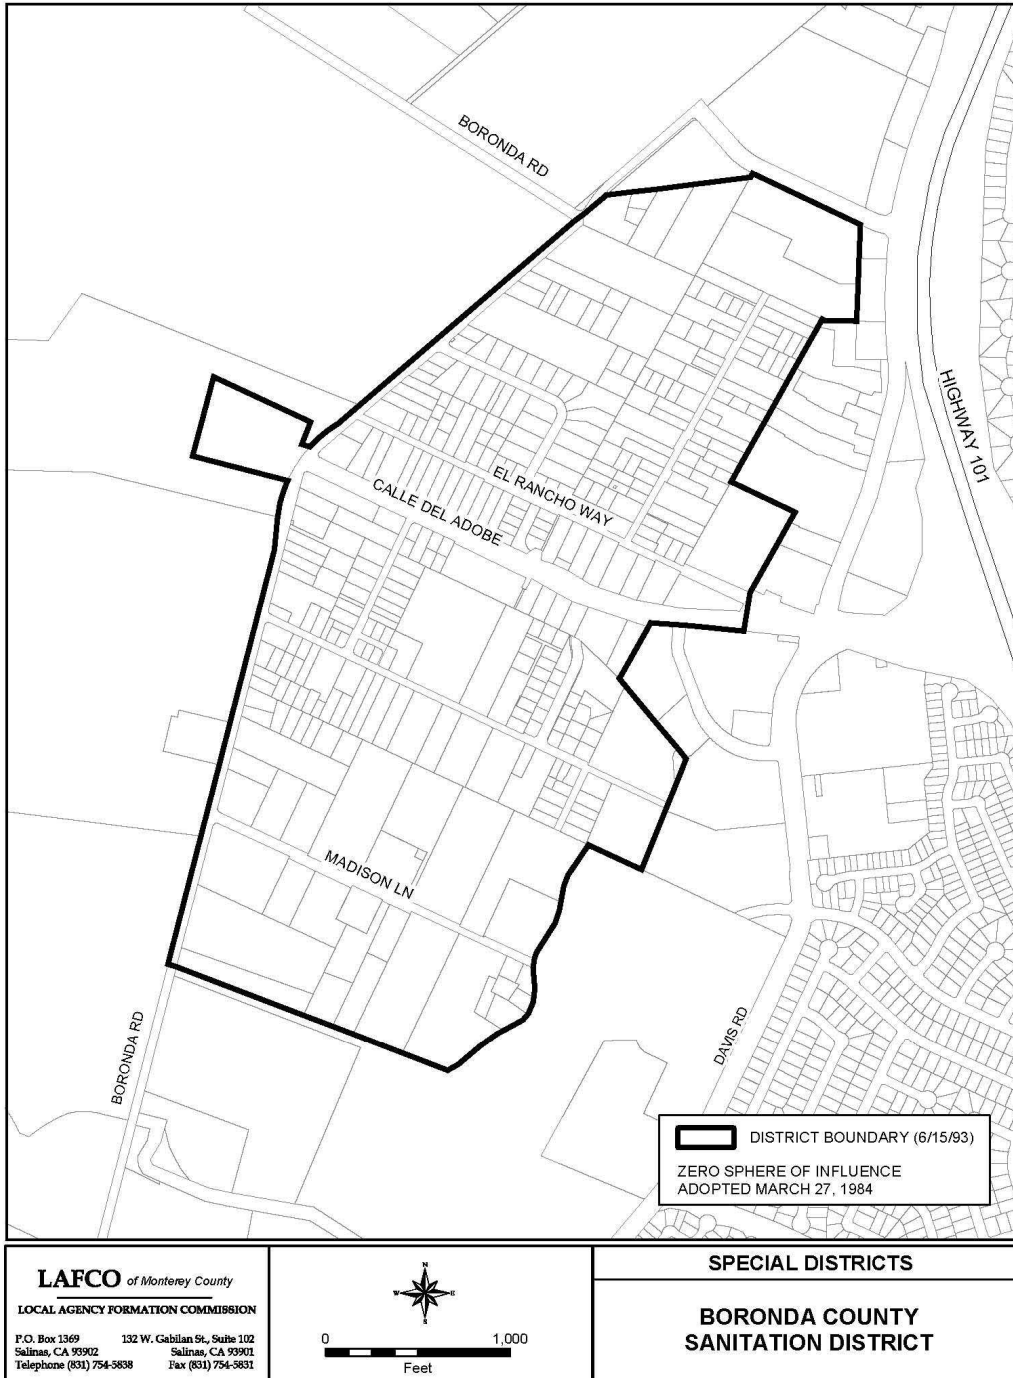 BORONDA RD
HIGHWAY 101
EL RANCHO WAY
CALLE DEL ADOBE
MADISON LN
BORONDA RD
DAVIS RD
DISTRICT BOUNDARY (6/15/93)
ZERO SPHERE OF INFLUENCE
ADOPTED MARCH 27, 1984
LAFCO of Monterey County
LOCAL AGENCY FORMATION COMMISSION
P.O. Box 1369 132 W. Gabilan St., Suite 102
Salinas, CA 93902 Salinas, CA 93901
Telephone (831) 754-5838 Fax (831) 754-5831
N
W E
S
0 1,000
Feet
SPECIAL DISTRICTS
BORONDA COUNTY
SANITATION DISTRICT